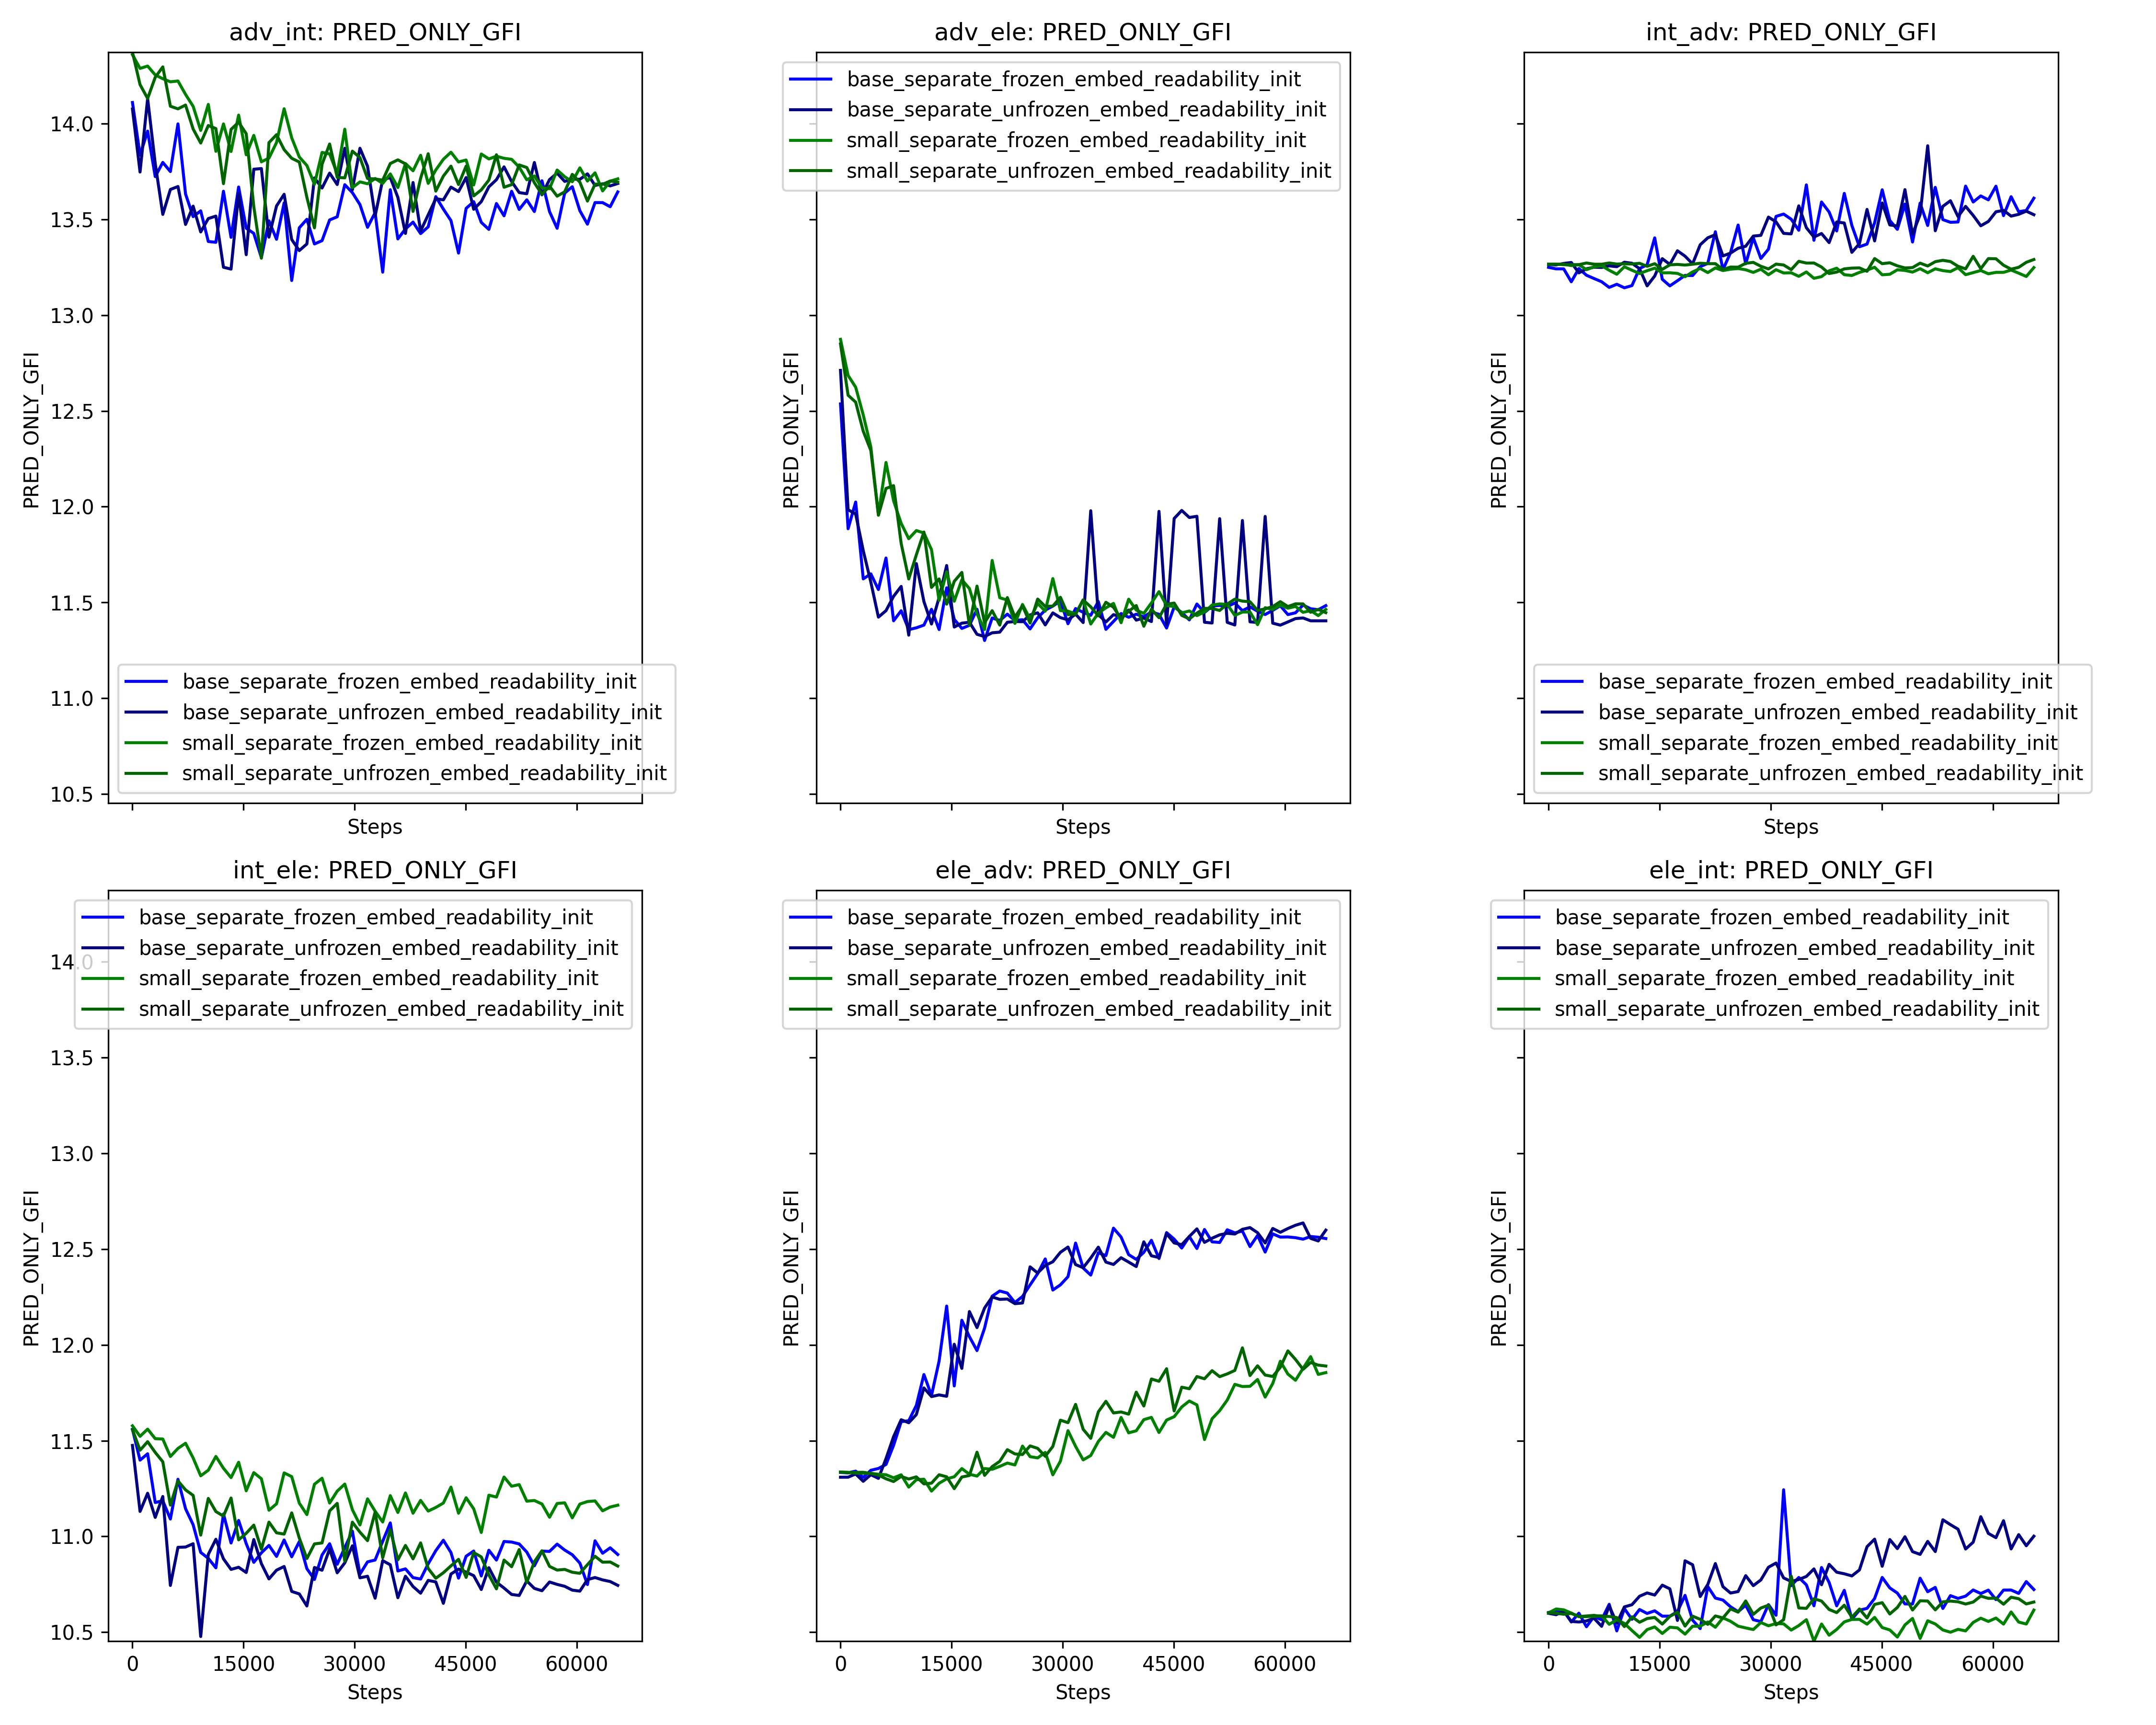 adv_int: PRED_ONLY_GFI
14.0
13.5
13.0
12.5
12.0
11.5
11.0
10.5
PRED_ONLY_GFI
base_separate_frozen_embed_readability_init
base_separate_unfrozen_embed_readability_init
small_separate_frozen_embed_readability_init
small_separate_unfrozen_embed_readability_init
Steps
adv_ele: PRED_ONLY_GFI
base_separate_frozen_embed_readability_init
base_separate_unfrozen_embed_readability_init
small_separate_frozen_embed_readability_init
small_separate_unfrozen_embed_readability_init
PRED_ONLY_GFI
Steps
int_adv: PRED_ONLY_GFI
PRED_ONLY_GFI
base_separate_frozen_embed_readability_init
base_separate_unfrozen_embed_readability_init
small_separate_frozen_embed_readability_init
small_separate_unfrozen_embed_readability_init
Steps
int_ele: PRED_ONLY_GFI
base_separate_frozen_embed_readability_init
base_separate_unfrozen_embed_readability_init
small_separate_frozen_embed_readability_init
small_separate_unfrozen_embed_readability_init
14.0
13.5
13.0
12.5
12.0
11.5
11.0
10.5
PRED_ONLY_GFI
0 15000 30000 45000 60000
Steps
ele_adv: PRED_ONLY_GFI
base_separate_frozen_embed_readability_init
base_separate_unfrozen_embed_readability_init
small_separate_frozen_embed_readability_init
small_separate_unfrozen_embed_readability_init
PRED_ONLY_GFI
0 15000 30000 45000 60000
Steps
ele_int: PRED_ONLY_GFI
base_separate_frozen_embed_readability_init
base_separate_unfrozen_embed_readability_init
small_separate_frozen_embed_readability_init
small_separate_unfrozen_embed_readability_init
PRED_ONLY_GFI
0 15000 30000 45000 60000
Steps